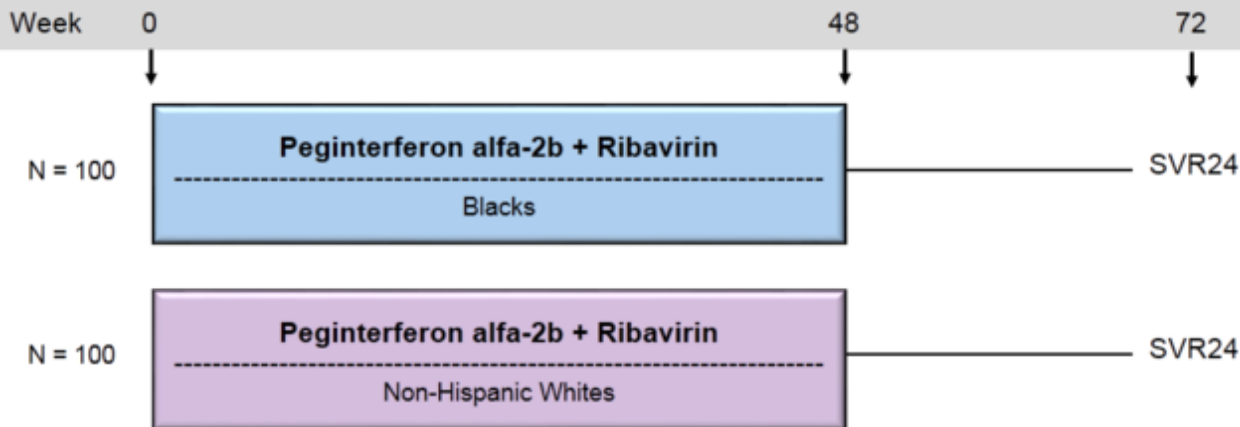 Week 0 48 72
Peginterferon alfa-2b + Ribavirin
N = 100 SVR24
Blacks
Peginterferon alfa-2b + Ribavirin
N = 100 SVR24
Non-Hispanic Whites